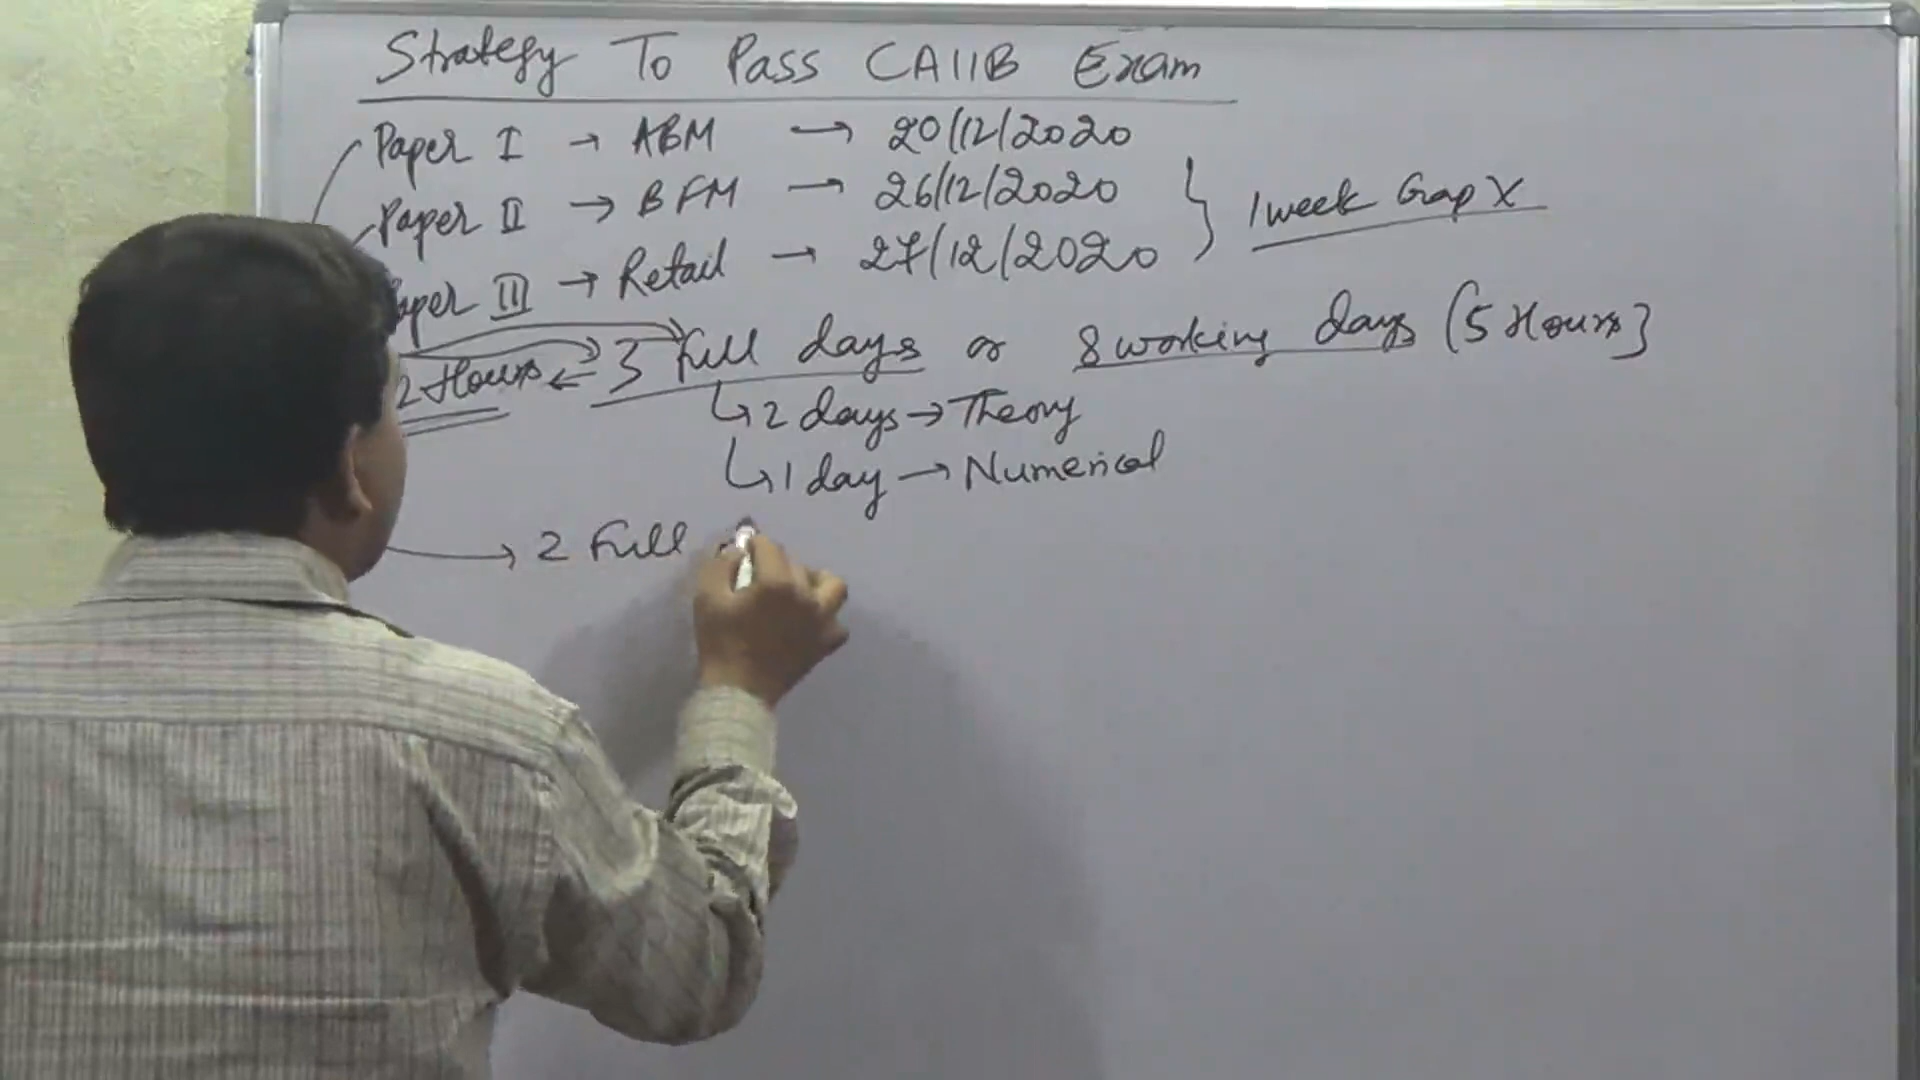 Strategy To Pass CAIIB Exam
Paper I → ABM → 20/12/2020
Paper II → BFM → 26/12/2020
1 week Gap X
aper III → Retail → 27/12/2020
2 Hours ← 3 Full days or 8 working days (5 Hours)
2 days → Theory
1 day → Numerical
→ 2 Full